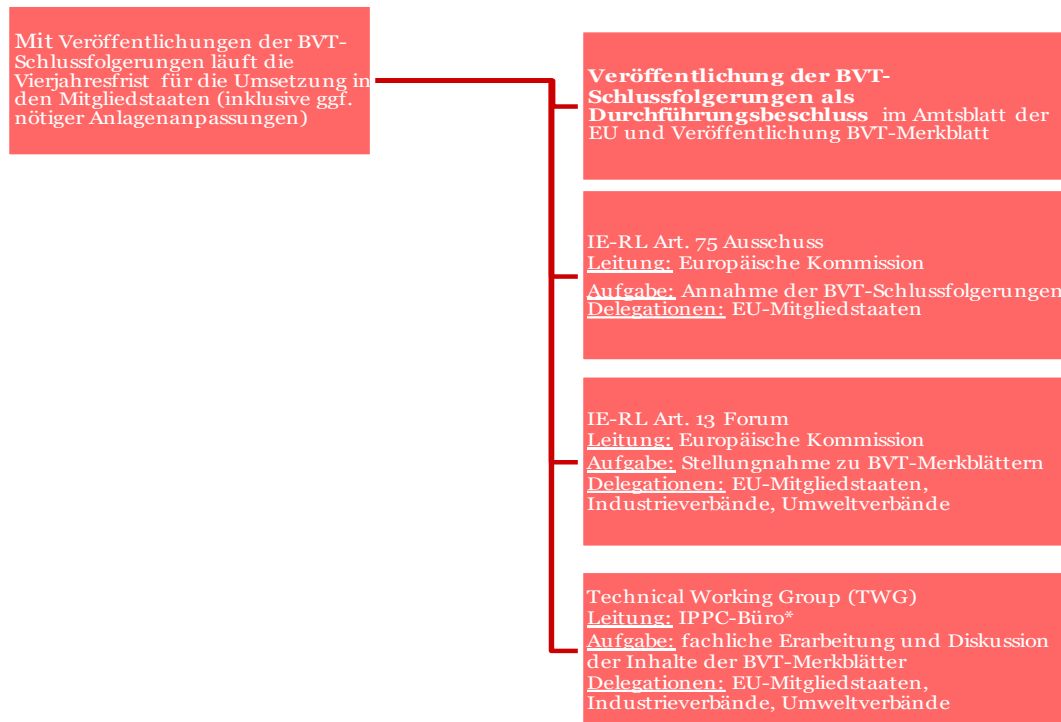 Mit Veröffentlichungen der BVT-
Schlussfolgerungen läuft die
Vierjahresfrist für die Umsetzung in
den Mitgliedstaaten (inklusive ggf.
nötiger Anlagenanpassungen)
Veröffentlichung der BVT-
Schlussfolgerungen als
Durchführungsbeschluss im Amtsblatt der
EU und Veröffentlichung BVT-Merkblatt
IE-RL Art. 75 Ausschuss
Leitung: Europäische Kommission
Aufgabe: Annahme der BVT-Schlussfolgerungen
Delegationen: EU-Mitgliedstaaten
IE-RL Art. 13 Forum
Leitung: Europäische Kommission
Aufgabe: Stellungnahme zu BVT-Merkblättern
Delegationen: EU-Mitgliedstaaten,
Industrieverbände, Umweltverbände
Technical Working Group (TWG)
Leitung: IPPC-Büro*
Aufgabe: fachliche Erarbeitung und Diskussion
der Inhalte der BVT-Merkblätter
Delegationen: EU-Mitgliedstaaten,
Industrieverbände, Umweltverbände